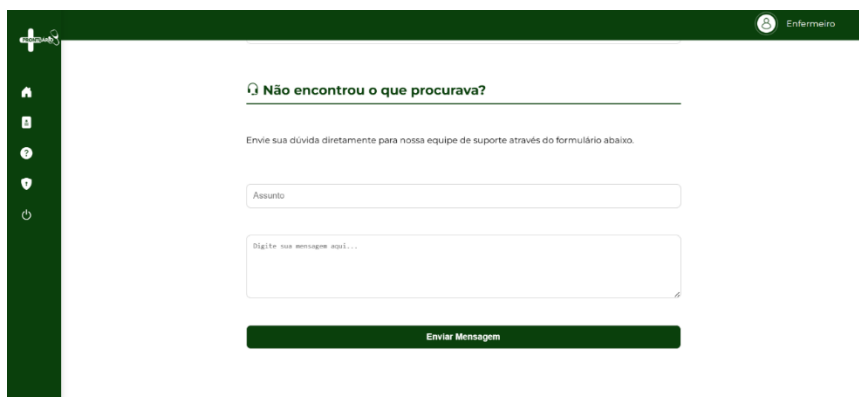 Enfermeiro
Não encontrou o que procurava?
Envie sua dúvida diretamente para nossa equipe de suporte através do formulário abaixo.
Assunto
Digite sua mensagem aqui...
Enviar Mensagem